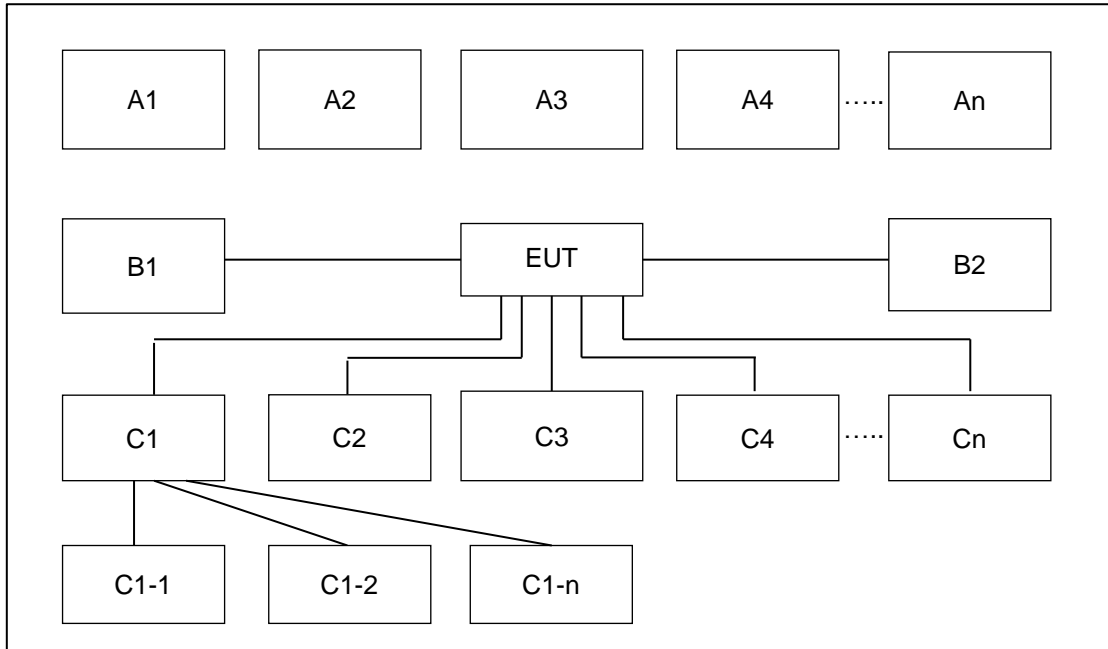 A1 A2 A3 A4 ..... An
B1 EUT B2
C1 C2 C3 C4 ..... Cn
C1-1 C1-2 C1-n